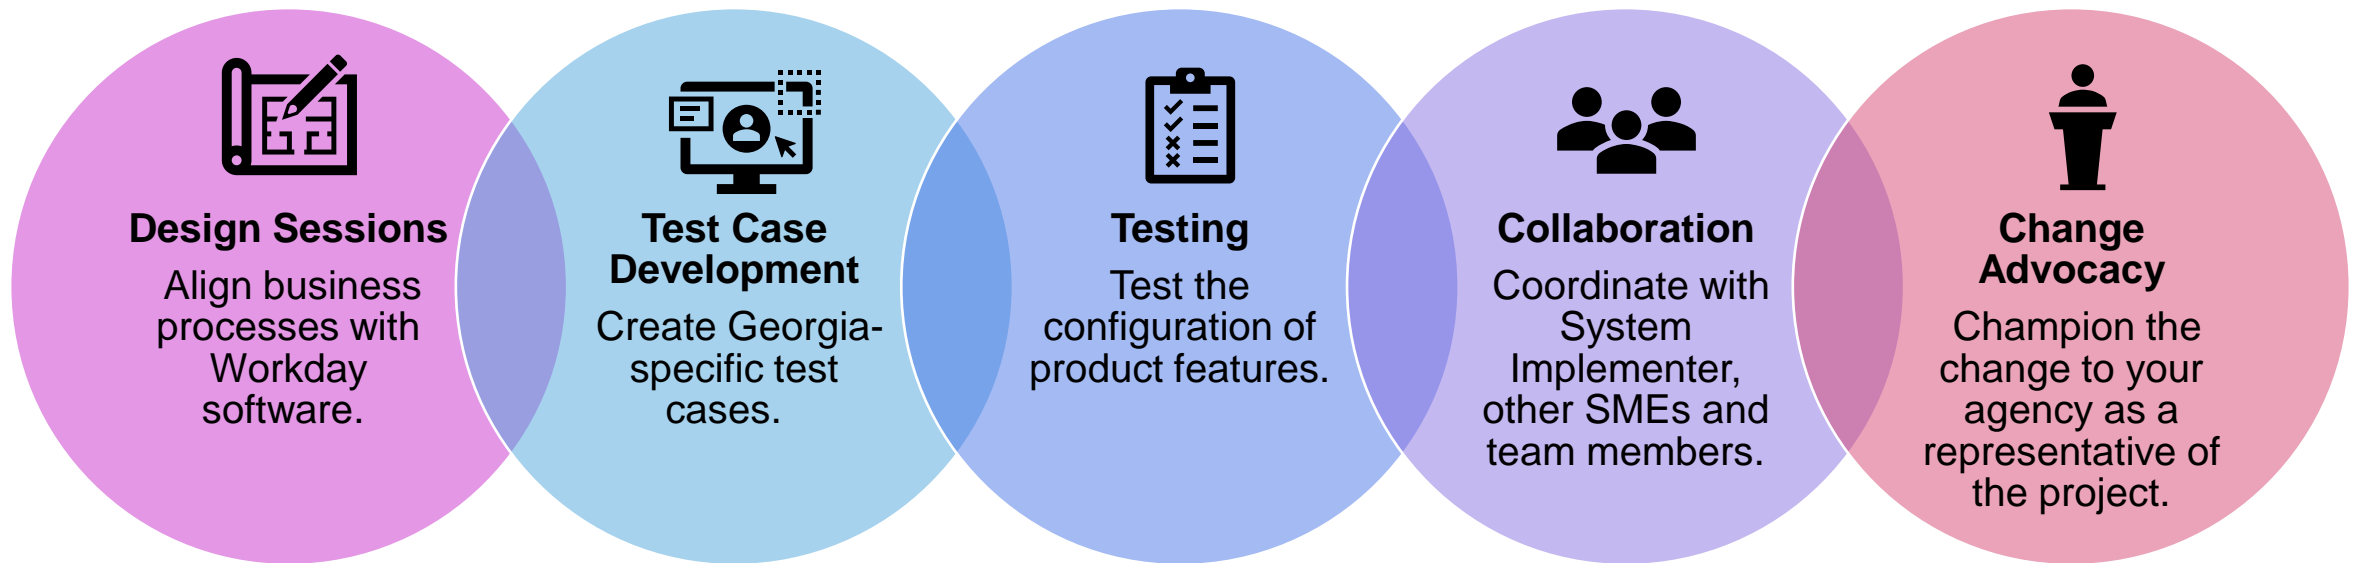 Design Sessions
Align business
processes with
Workday
software.
Test Case
Development
Create Georgia-
specific test
cases.
Testing
Test the
configuration of
product features.
Collaboration
Coordinate with
System
Implementer,
other SMEs and
team members.
Change
Advocacy
Champion the
change to your
agency as a
representative of
the project.